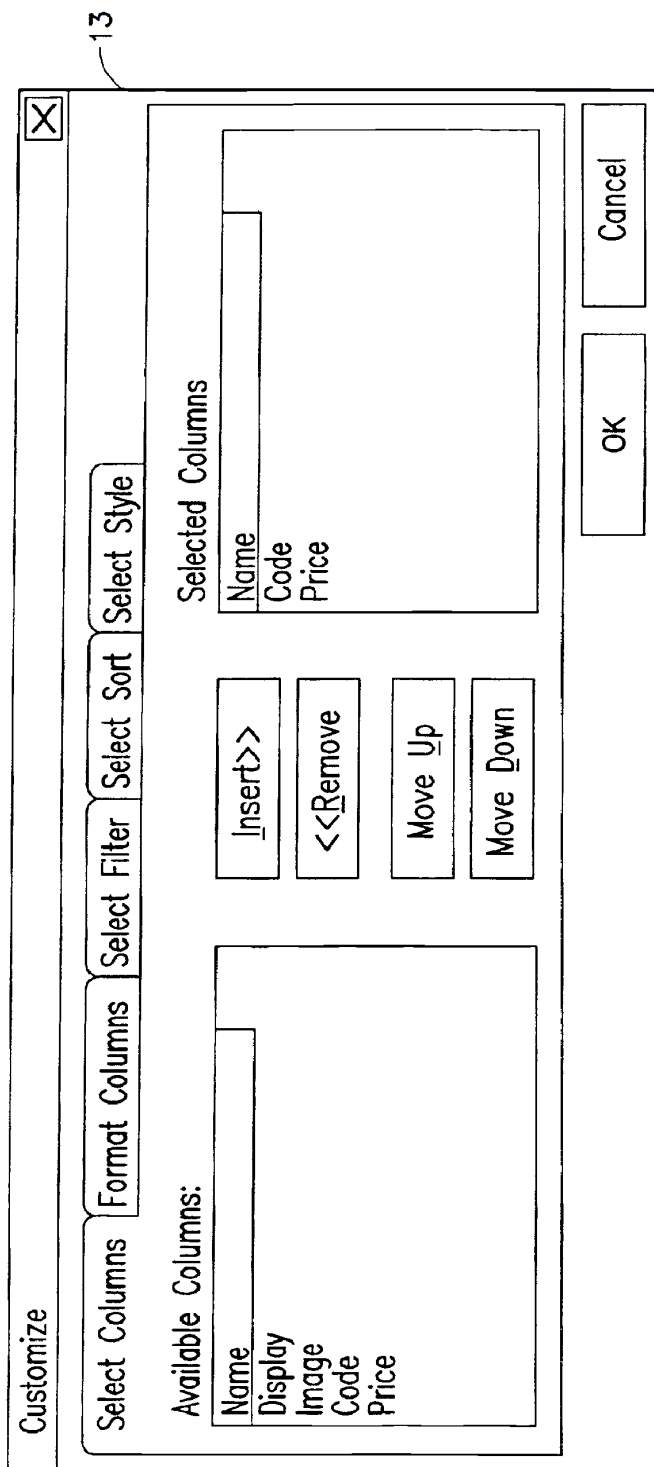 13
Customize
Select Columns
Format Columns
Select Filter
Select Sort
Select Style
Available Columns:
Name
Display
Image
Code
Price
Insert>>
<<Remove
Move Up
Move Down
Selected Columns
Name
Code
Price
OK
Cancel